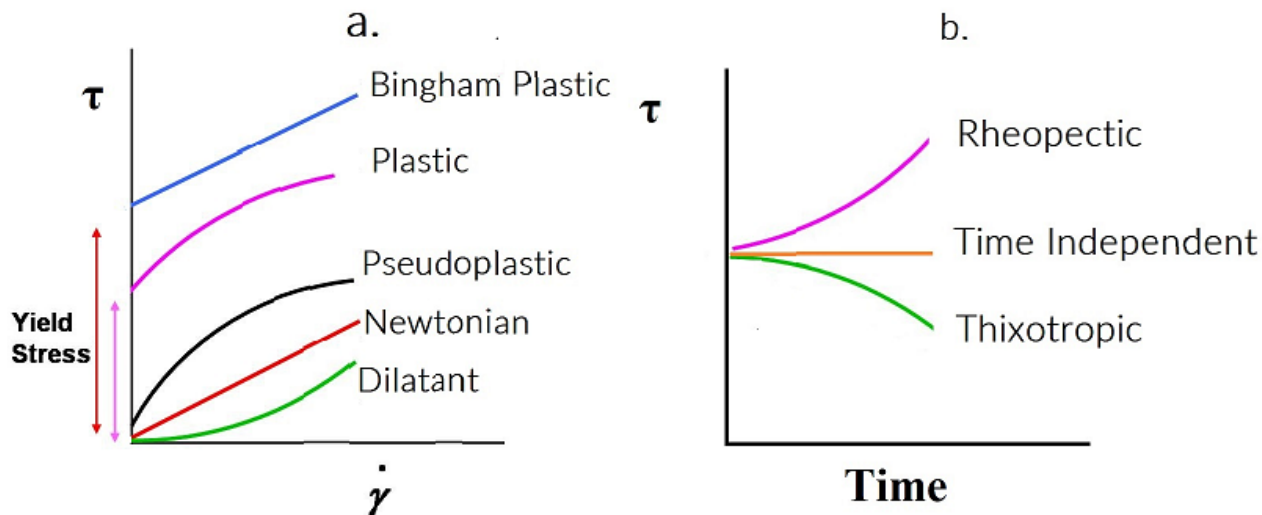 a.
τ
Bingham Plastic
Plastic
Pseudoplastic
Newtonian
Dilatant
Yield
Stress
γ̇
b.
τ
Rheopectic
Time Independent
Thixotropic
Time